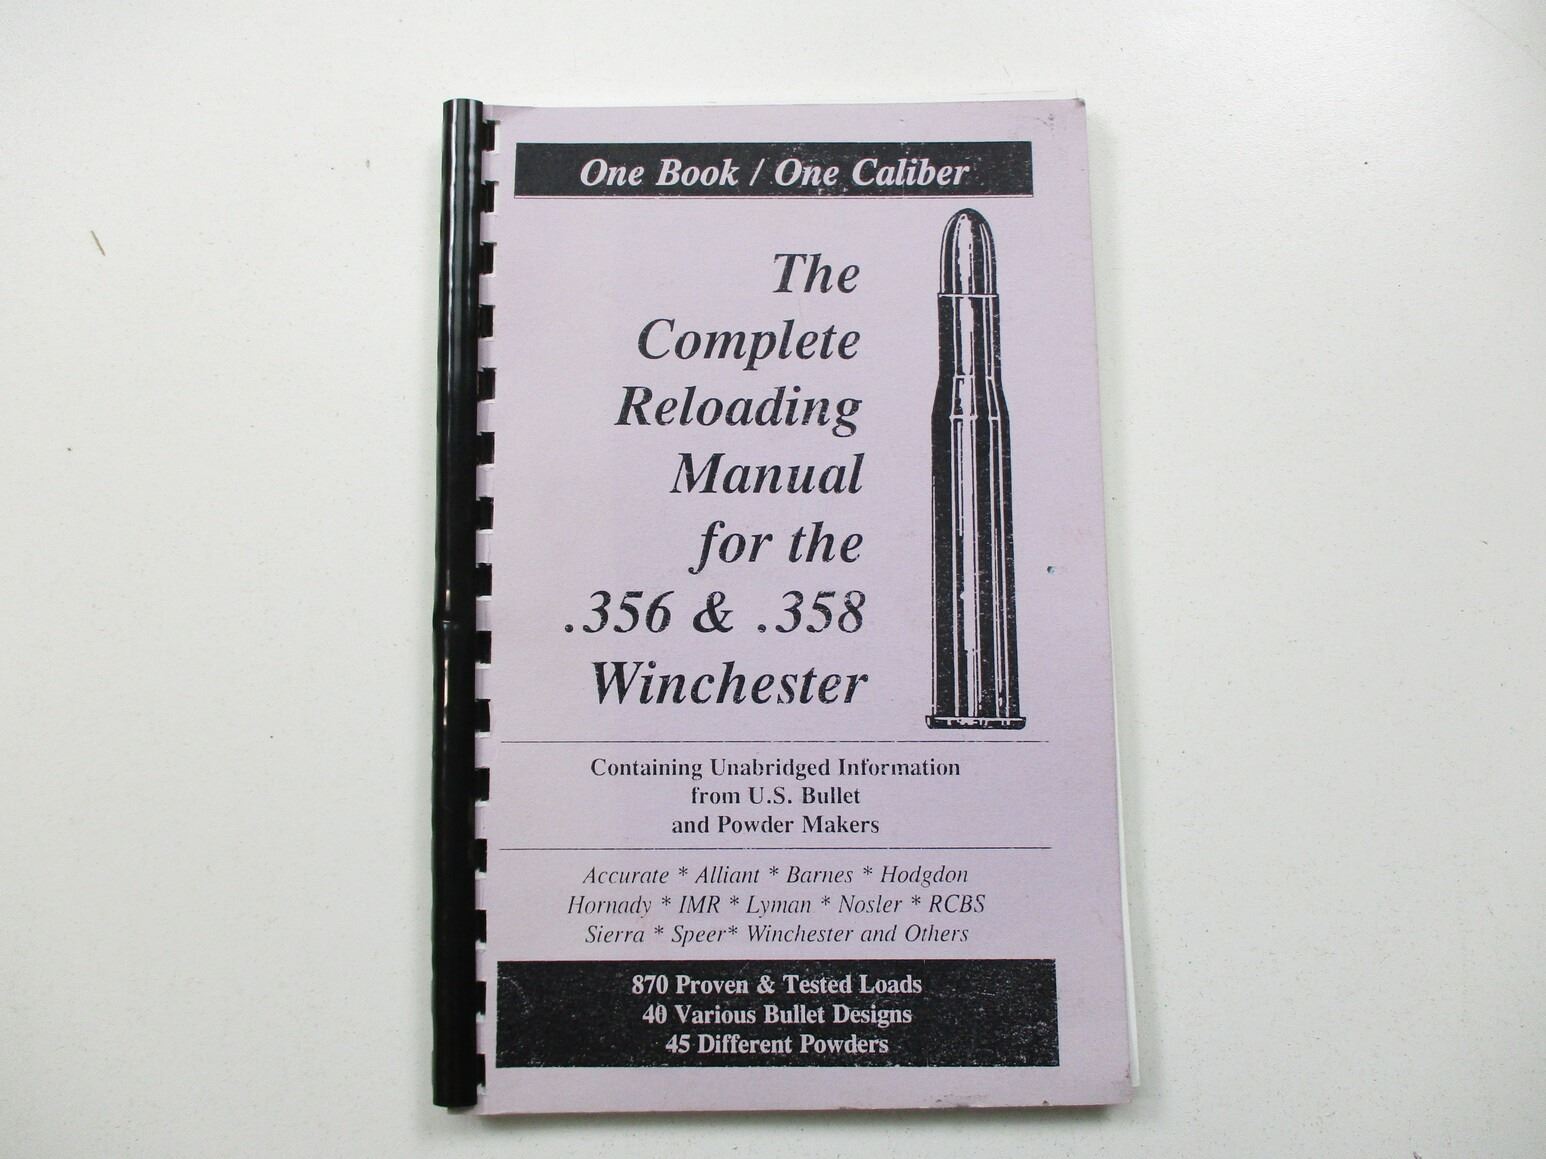 One Book / One Caliber
The
Complete
Reloading
Manual
for the
.356 & .358
Winchester
Containing Unabridged Information
from U.S. Bullet
and Powder Makers
Accurate * Alliant * Barnes * Hodgdon
Hornady * IMR * Lyman * Nosler * RCBS
Sierra * Speer* Winchester and Others
870 Proven & Tested Loads
40 Various Bullet Designs
45 Different Powders